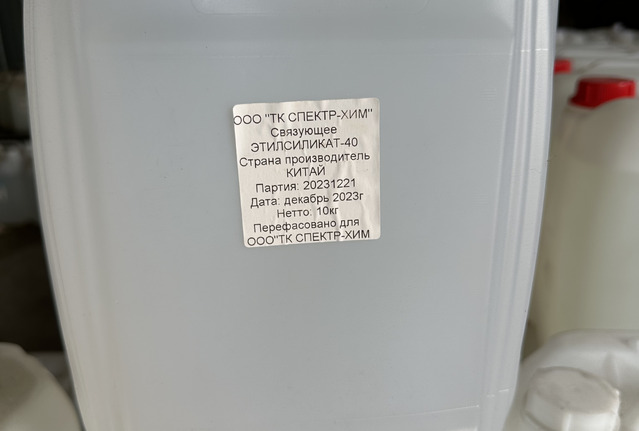 ООО "ТК СПЕКТР-ХИМ"
Связующее
ЭТИЛСИЛИКАТ-40
Страна производитель
КИТАЙ
Партия: 20231221
Дата: декабрь 2023г
Нетто: 10кг
Перефасовано для
ООО"ТК СПЕКТР-ХИМ